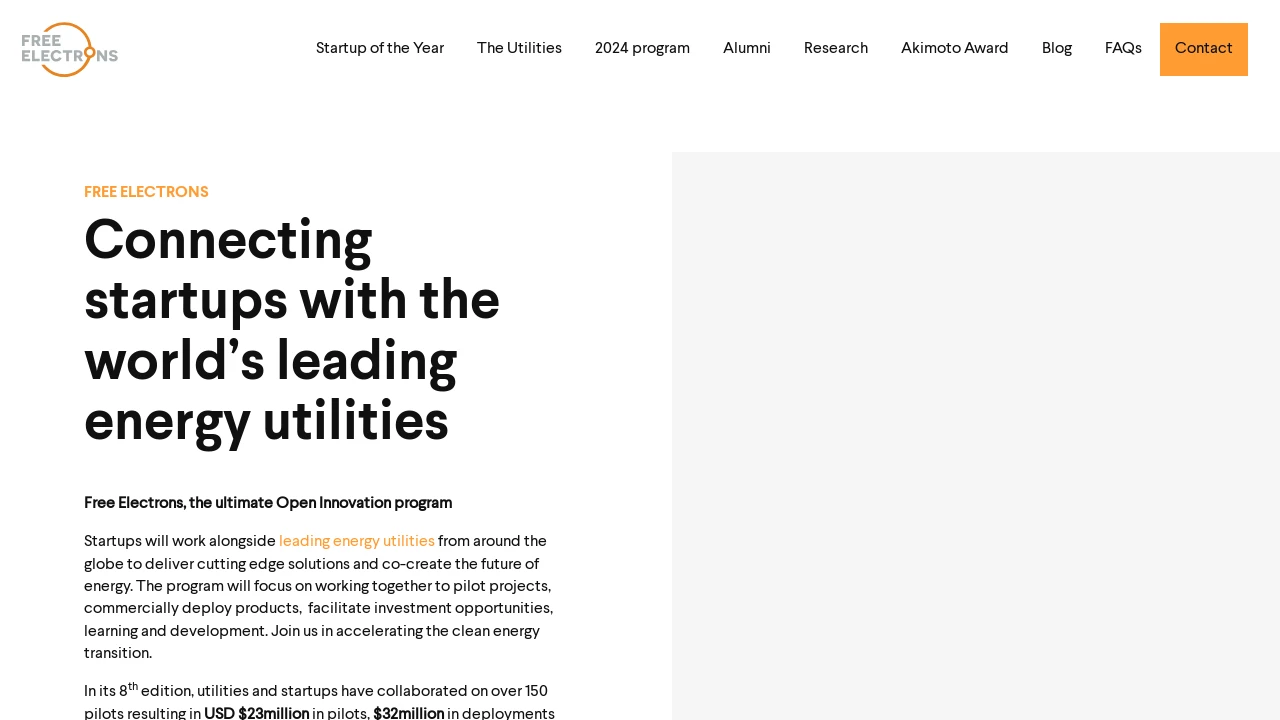 FREE
ELECTRONS
Startup of the Year The Utilities 2024 program Alumni Research Akimoto Award Blog FAQs Contact
FREE ELECTRONS
Connecting
startups with the
world’s leading
energy utilities
Free Electrons, the ultimate Open Innovation program
Startups will work alongside leading energy utilities from around the
globe to deliver cutting edge solutions and co-create the future of
energy. The program will focus on working together to pilot projects,
commercially deploy products,  facilitate investment opportunities,
learning and development. Join us in accelerating the clean energy
transition.
In its 8th edition, utilities and startups have collaborated on over 150
pilots resulting in USD $23million in pilots, $32million in deployments